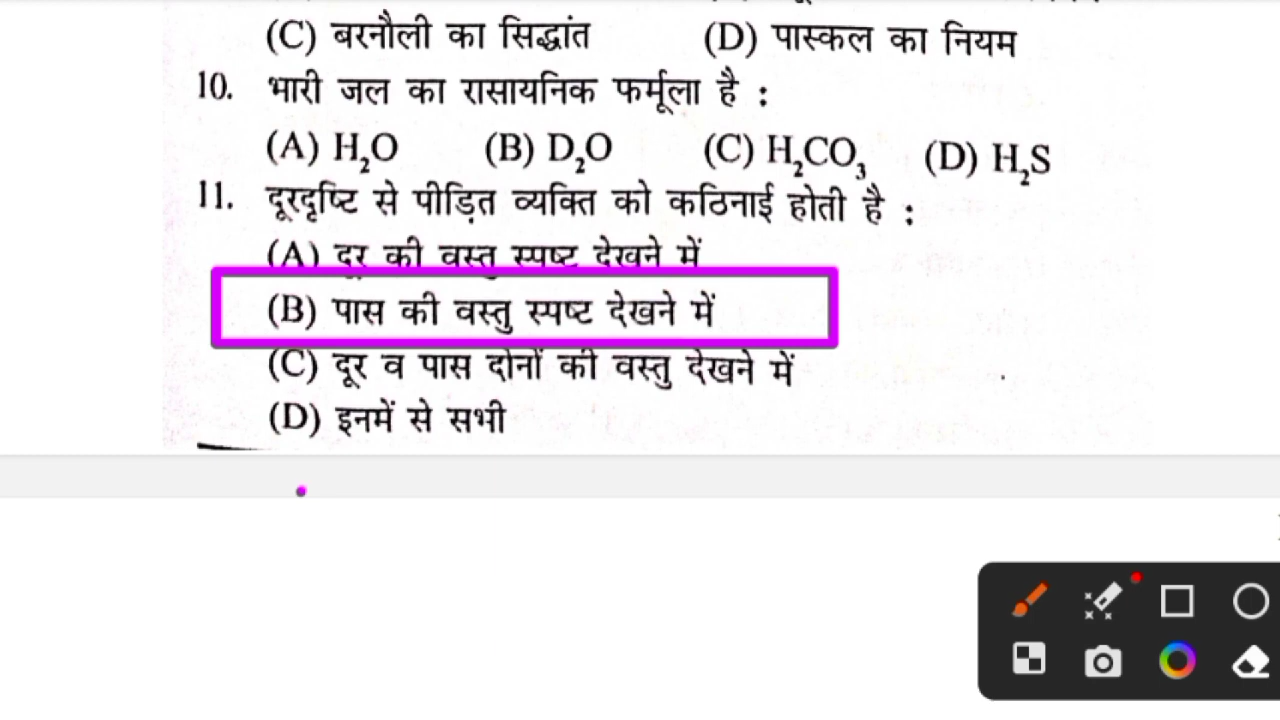 (C) बरनौली का सिद्धांत (D) पास्कल का नियम
10. भारी जल का रासायनिक फर्मूला है :
(A) H₂O (B) D₂O (C) H₂CO₃ (D) H₂S
11. दूरदृष्टि से पीड़ित व्यक्ति को कठिनाई होती है :
(A) दूर की वस्तु स्पष्ट देखने में
(B) पास की वस्तु स्पष्ट देखने में
(C) दूर व पास दोनों की वस्तु देखने में
(D) इनमें से सभी